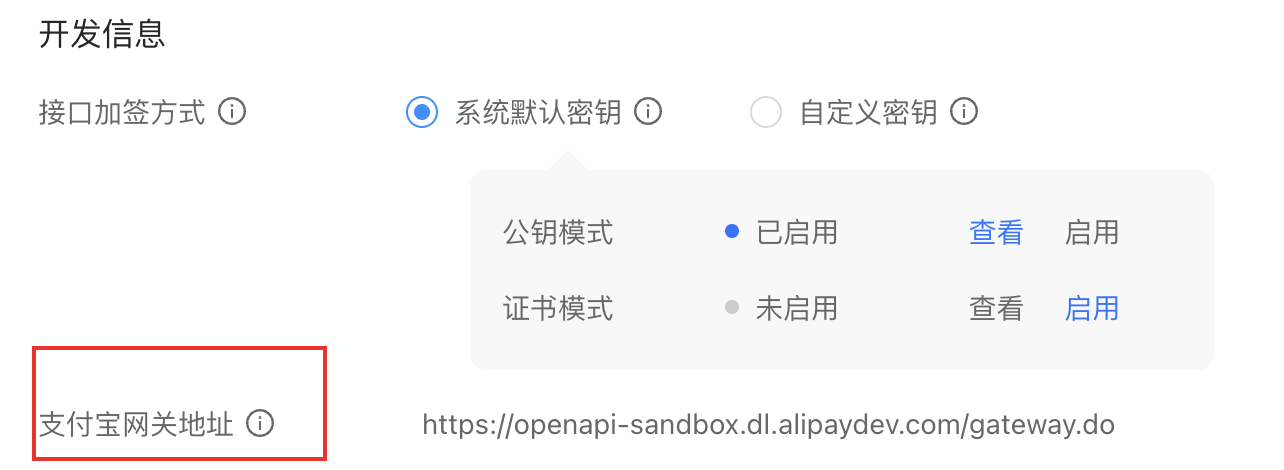 开发信息
接口加签方式 系统默认密钥 自定义密钥
公钥模式 已启用 查看 启用
证书模式 未启用 查看 启用
支付宝网关地址 https://openapi-sandbox.dl.alipaydev.com/gateway.do